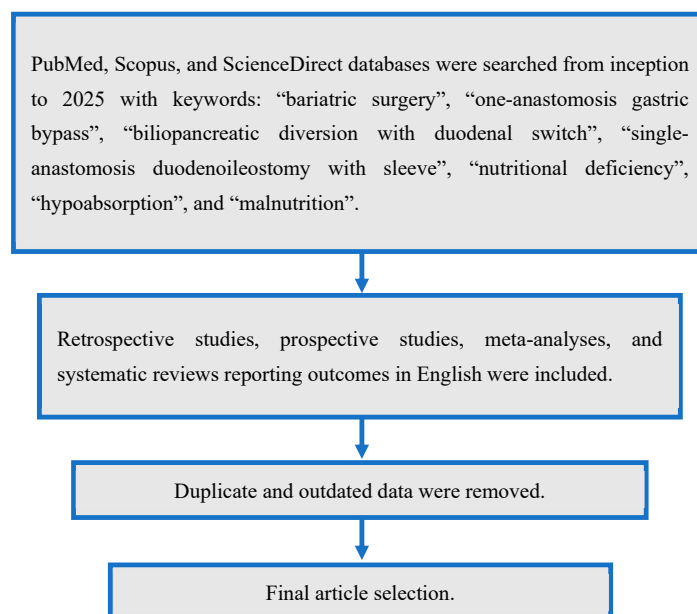 PubMed, Scopus, and ScienceDirect databases were searched from inception
to 2025 with keywords: “bariatric surgery”, “one-anastomosis gastric
bypass”, “biliopancreatic diversion with duodenal switch”, “single-
anastomosis duodenoileostomy with sleeve”, “nutritional deficiency”,
“hypoabsorption”, and “malnutrition”.
Retrospective studies, prospective studies, meta-analyses, and
systematic reviews reporting outcomes in English were included.
Duplicate and outdated data were removed.
Final article selection.